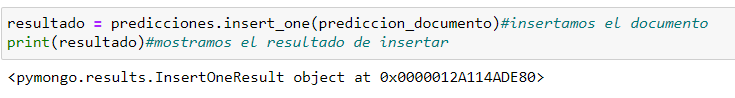 resultado = predicciones.insert_one(prediccion_documento)#insertamos el documento
print(resultado)#mostramos el resultado de insertar
<pymongo.results.InsertOneResult object at 0x0000012A114ADE80>